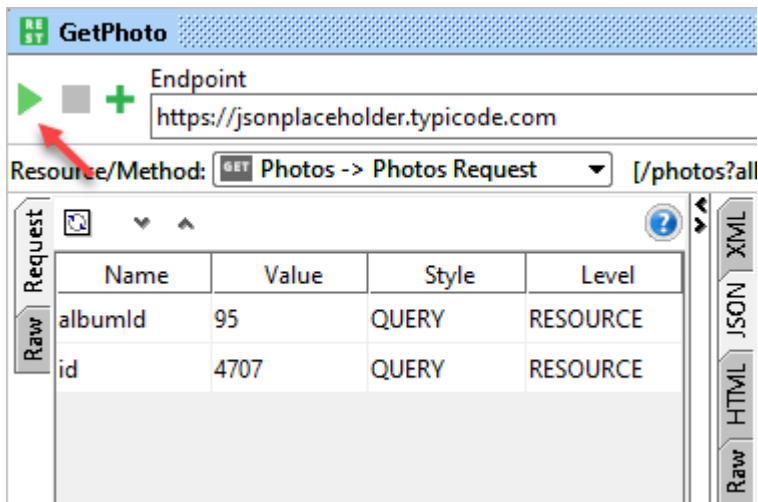 RE
ST
GetPhoto
Endpoint
https://jsonplaceholder.typicode.com
Resource/Method: GET Photos -> Photos Request [/photos?al
Request
Raw
Name Value Style Level
albumId 95 QUERY RESOURCE
id 4707 QUERY RESOURCE
XML
JSON
HTML
Raw